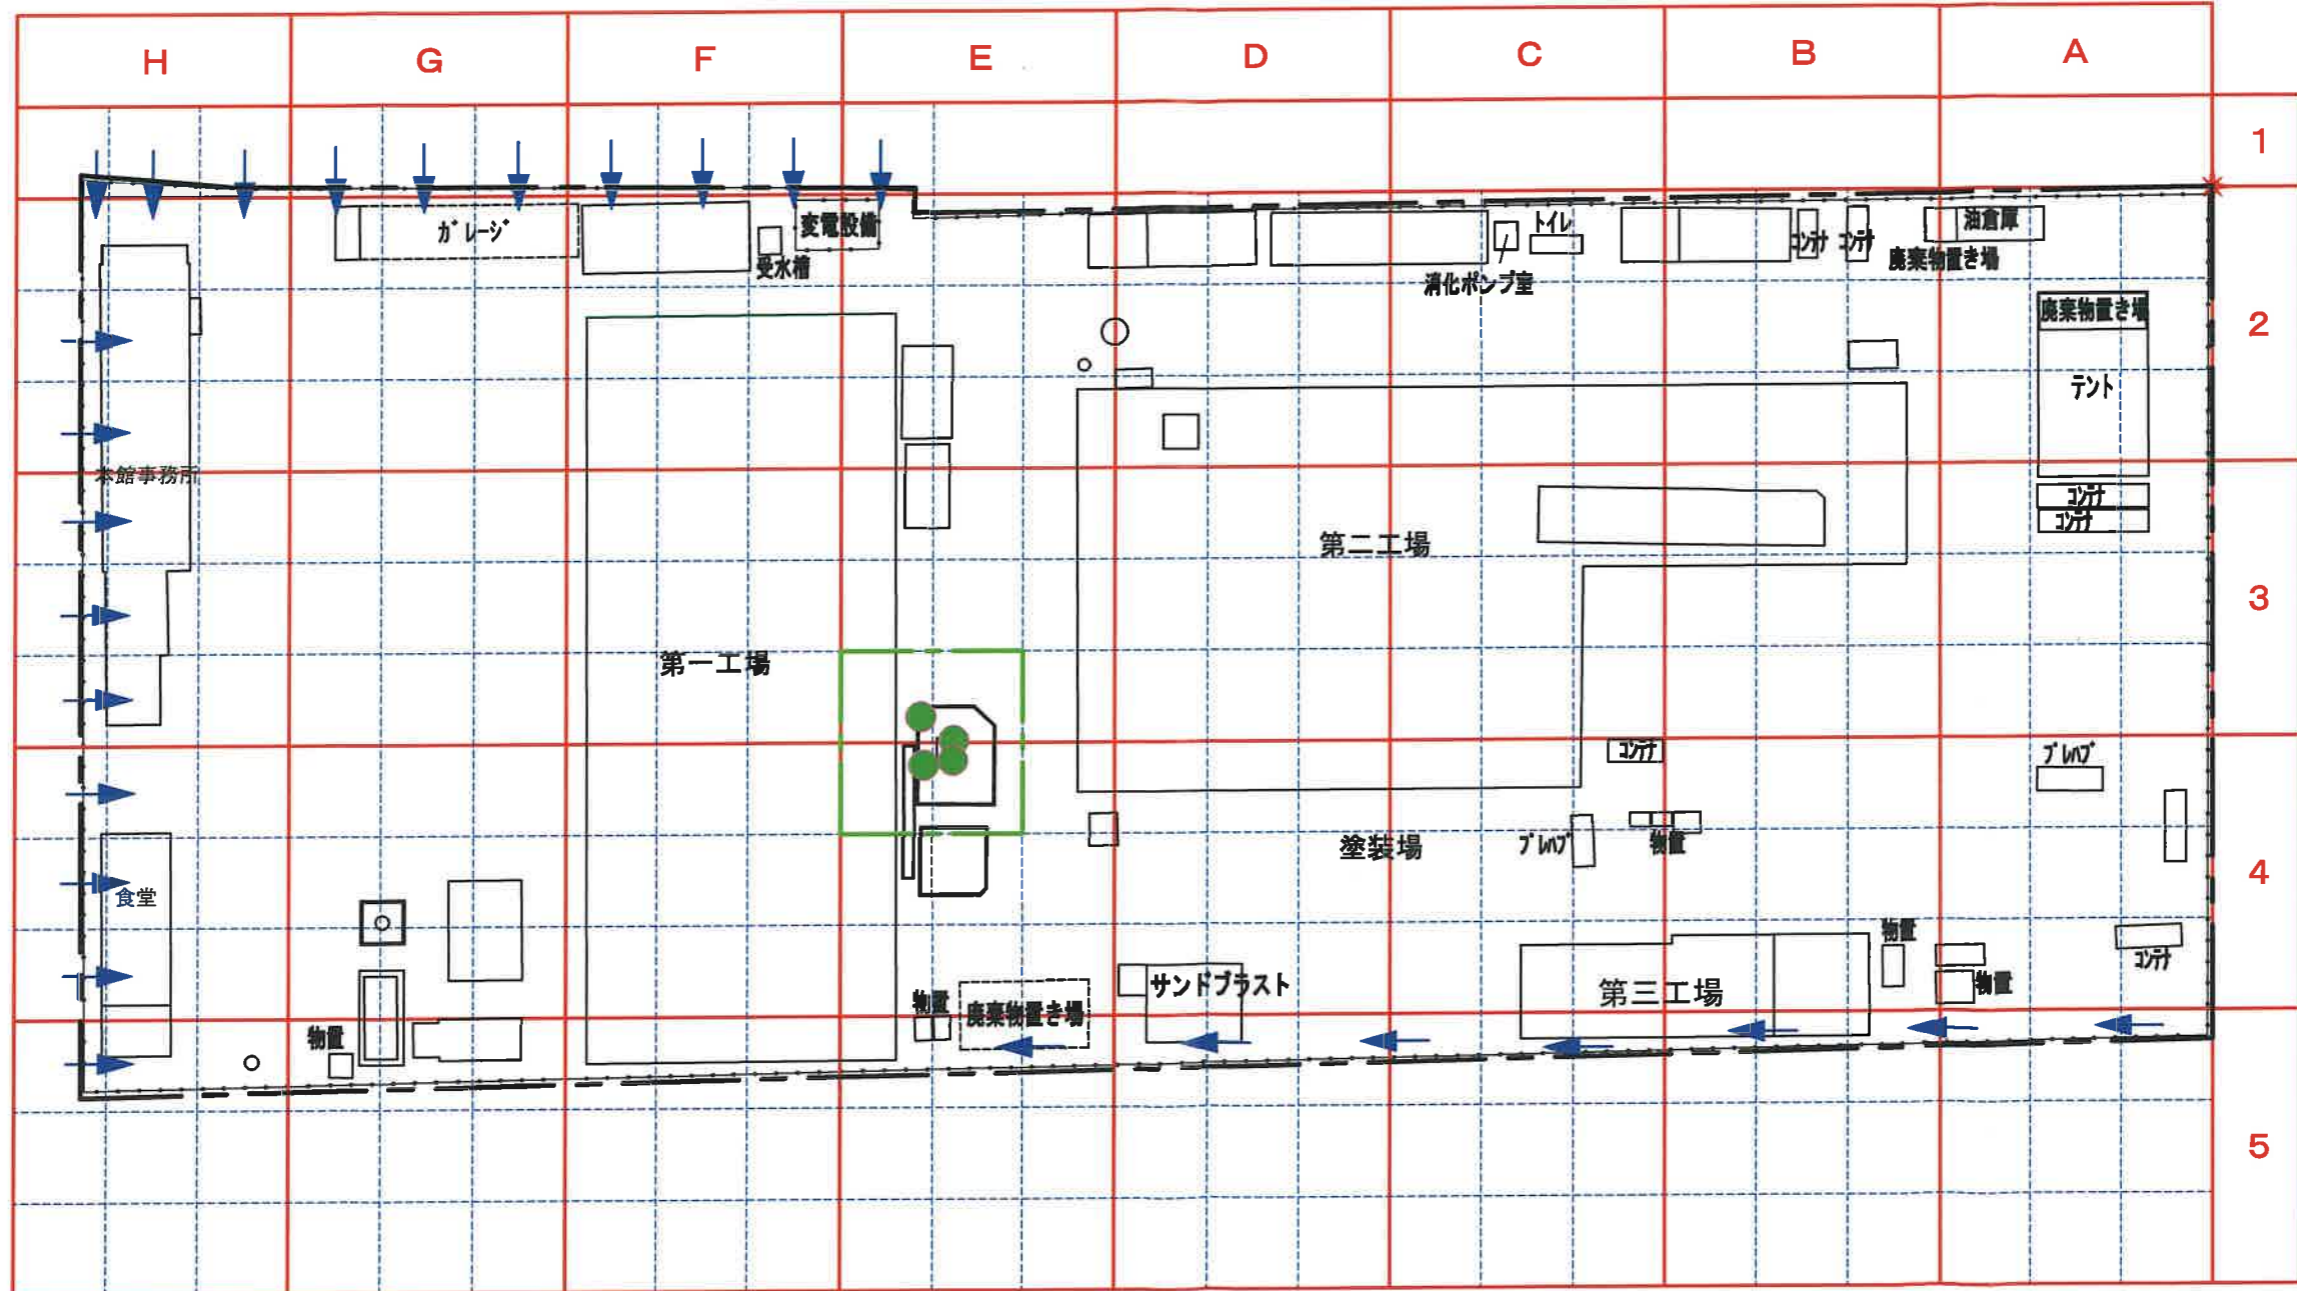 H G F E D C B A
1
ガレージ
変電設備
受水槽
トイレ
消化ポンプ室
コンテナ
コンテナ
油倉庫
廃棄物置き場
廃棄物置き場
2
テント
本館事務所
コンテナ
コンテナ
第二工場
3
第一工場
コンテナ
プレハブ
塗装場
プレハブ
物置
4
食堂
物置
コンテナ
サンドブラスト
第三工場
物置
物置
廃棄物置き場
物置
5